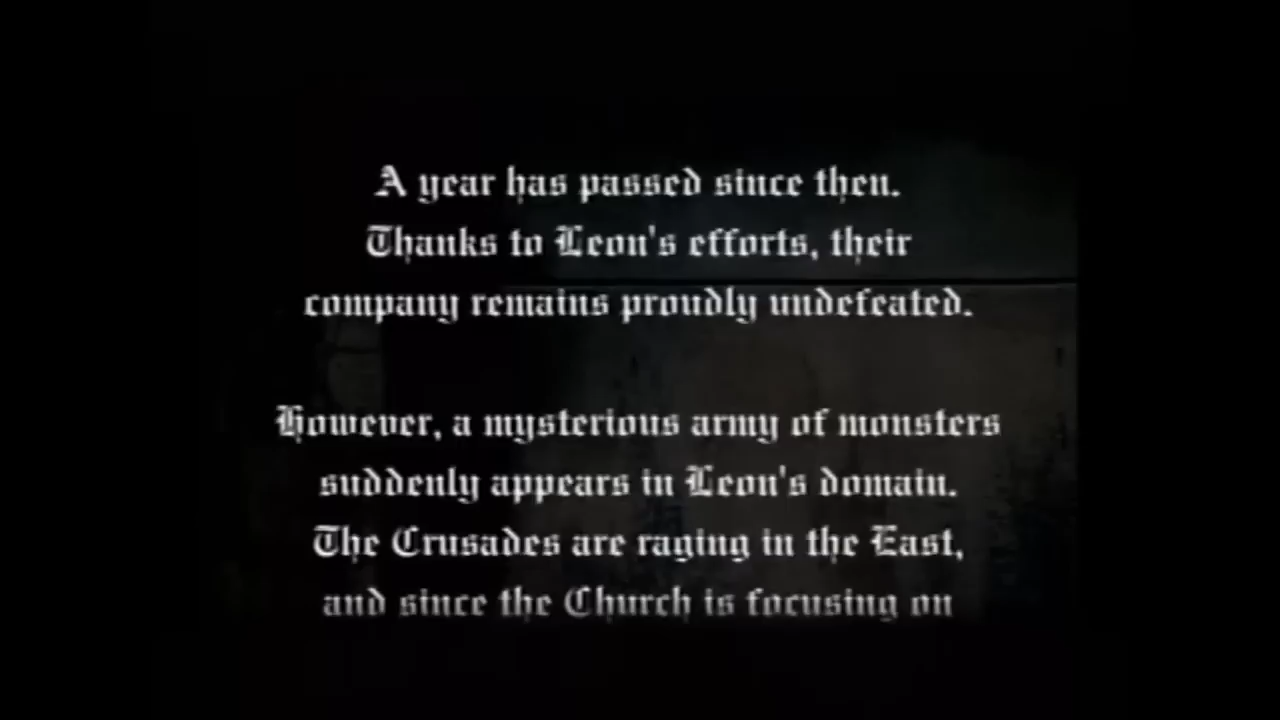 A year has passed since then.
Thanks to Leon's efforts, their
company remains proudly undefeated.
However, a mysterious army of monsters
suddenly appears in Leon's domain.
The Crusades are raging in the East,
and since the Church is focusing on